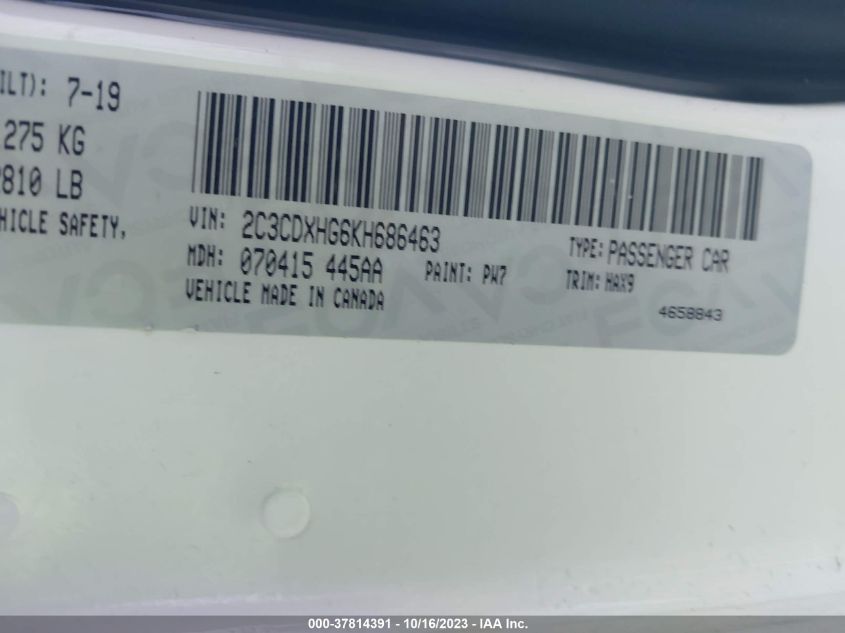 ILT): 7-19
275 KG
810 LB
HICLE SAFETY,
VIN: 2C3CDXHG6KH686463
TYPE: PASSENGER CAR
MDH: 070415 445AA
PAINT: PW7
TRIM: HAX9
VEHICLE MADE IN CANADA
4658843
000-37814391 - 10/16/2023 - IAA Inc.